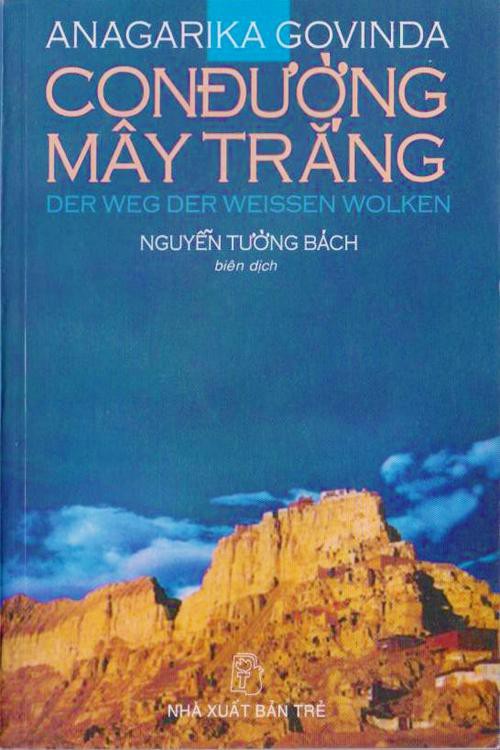 ANAGARIKA GOVINDA
CON ĐƯỜNG
MÂY TRẮNG
DER WEG DER WEISSEN WOLKEN
NGUYỄN TƯỜNG BÁCH
biên dịch
NHÀ XUẤT BẢN TRẺ